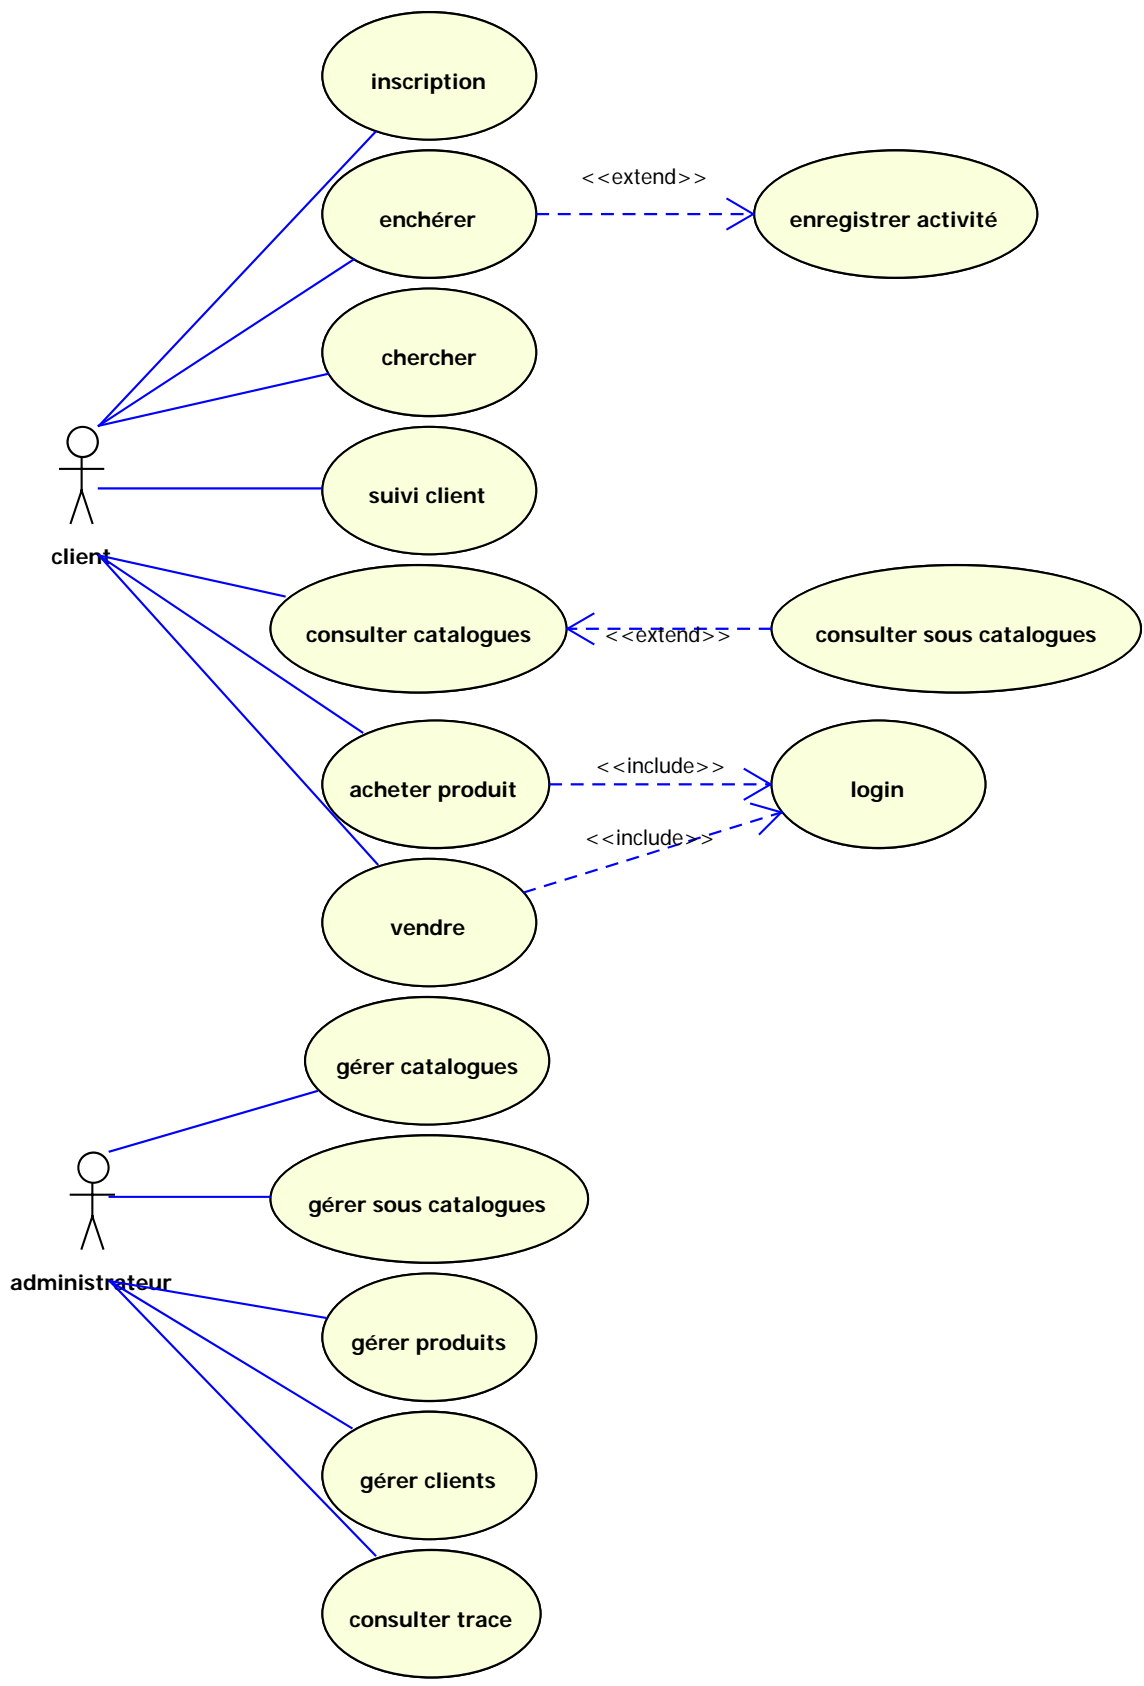 inscription
<<extend>>
enchérer
enregistrer activité
chercher
suivi client
client
consulter catalogues
<<extend>>
consulter sous catalogues
<<include>>
acheter produit
login
<<include>>
vendre
gérer catalogues
gérer sous catalogues
administrateur
gérer produits
gérer clients
consulter trace